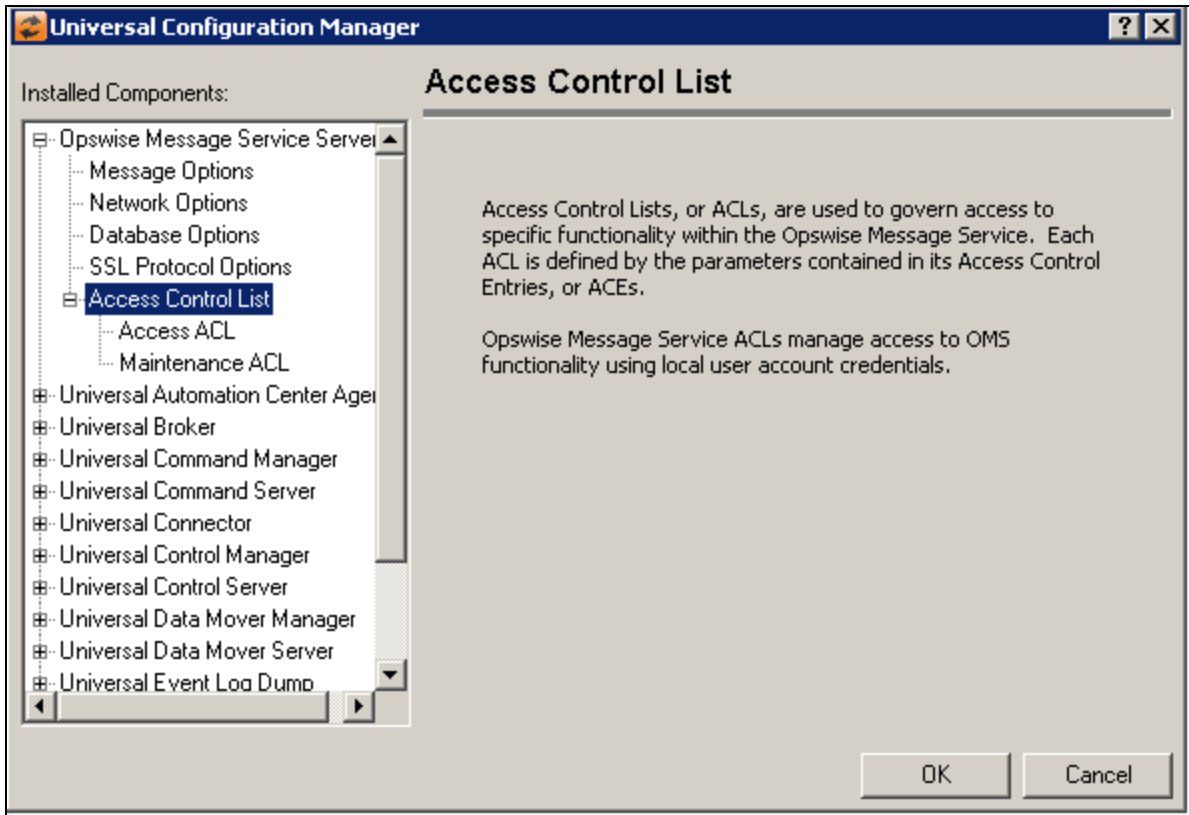 Universal Configuration Manager
Installed Components:
Access Control List
Opswise Message Service Server
Message Options
Network Options
Database Options
SSL Protocol Options
Access Control List
Access ACL
Maintenance ACL
Universal Automation Center Agen
Universal Broker
Universal Command Manager
Universal Command Server
Universal Connector
Universal Control Manager
Universal Control Server
Universal Data Mover Manager
Universal Data Mover Server
Universal Event Log Dump
Access Control Lists, or ACLs, are used to govern access to
specific functionality within the Opswise Message Service. Each
ACL is defined by the parameters contained in its Access Control
Entries, or ACEs.
Opswise Message Service ACLs manage access to OMS
functionality using local user account credentials.
OK
Cancel